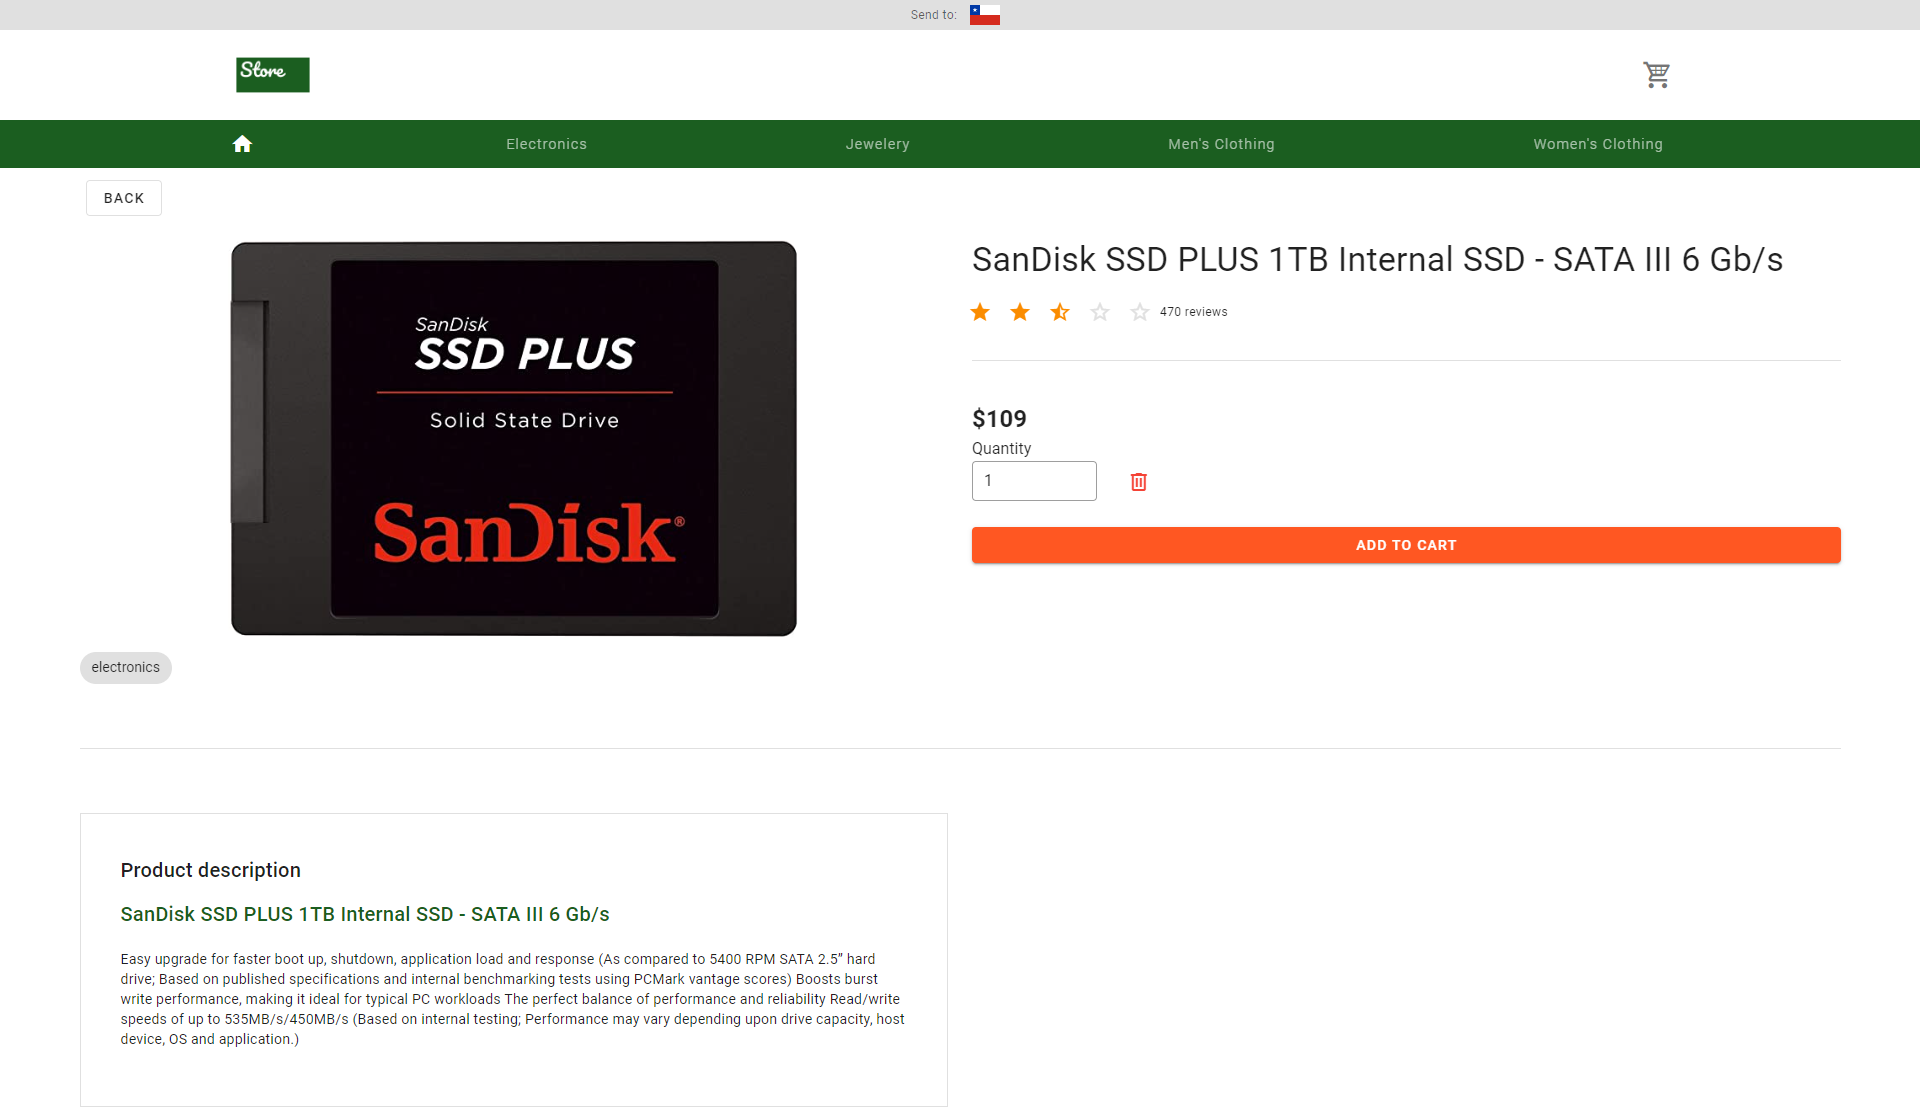 Send to:
Store
Electronics
Jewelery
Men's Clothing
Women's Clothing
BACK
SanDisk
SSD PLUS
Solid State Drive
SanDisk®
SanDisk SSD PLUS 1TB Internal SSD - SATA III 6 Gb/s
470 reviews
$109
Quantity
1
ADD TO CART
electronics
Product description
SanDisk SSD PLUS 1TB Internal SSD - SATA III 6 Gb/s
Easy upgrade for faster boot up, shutdown, application load and response (As compared to 5400 RPM SATA 2.5” hard
drive; Based on published specifications and internal benchmarking tests using PCMark vantage scores) Boosts burst
write performance, making it ideal for typical PC workloads The perfect balance of performance and reliability Read/write
speeds of up to 535MB/s/450MB/s (Based on internal testing; Performance may vary depending upon drive capacity, host
device, OS and application.)